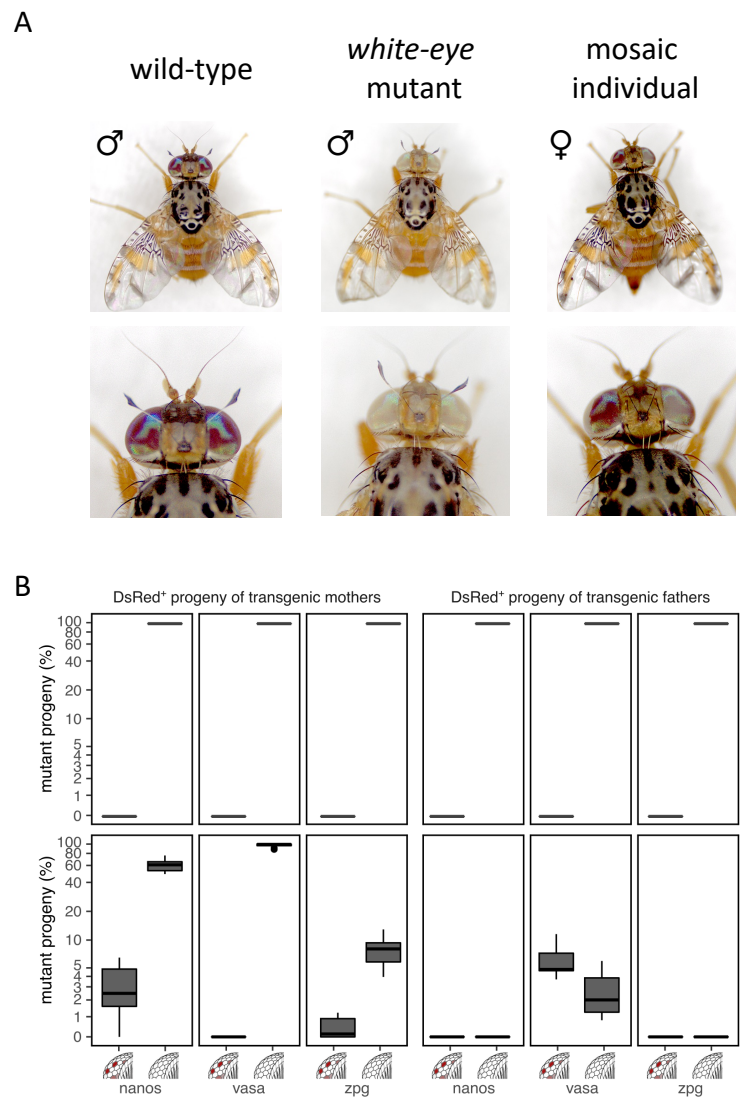 A
wild-type
white-eye
mutant
mosaic
individual
♂
♂
♀
B
DsRed⁺ progeny of transgenic mothers
DsRed⁺ progeny of transgenic fathers
mutant progeny (%)
100
80
60
40
20
10
5
4
3
2
1
0
mutant progeny (%)
100
80
60
40
20
10
5
4
3
2
1
0
nanos
vasa
zpg
nanos
vasa
zpg